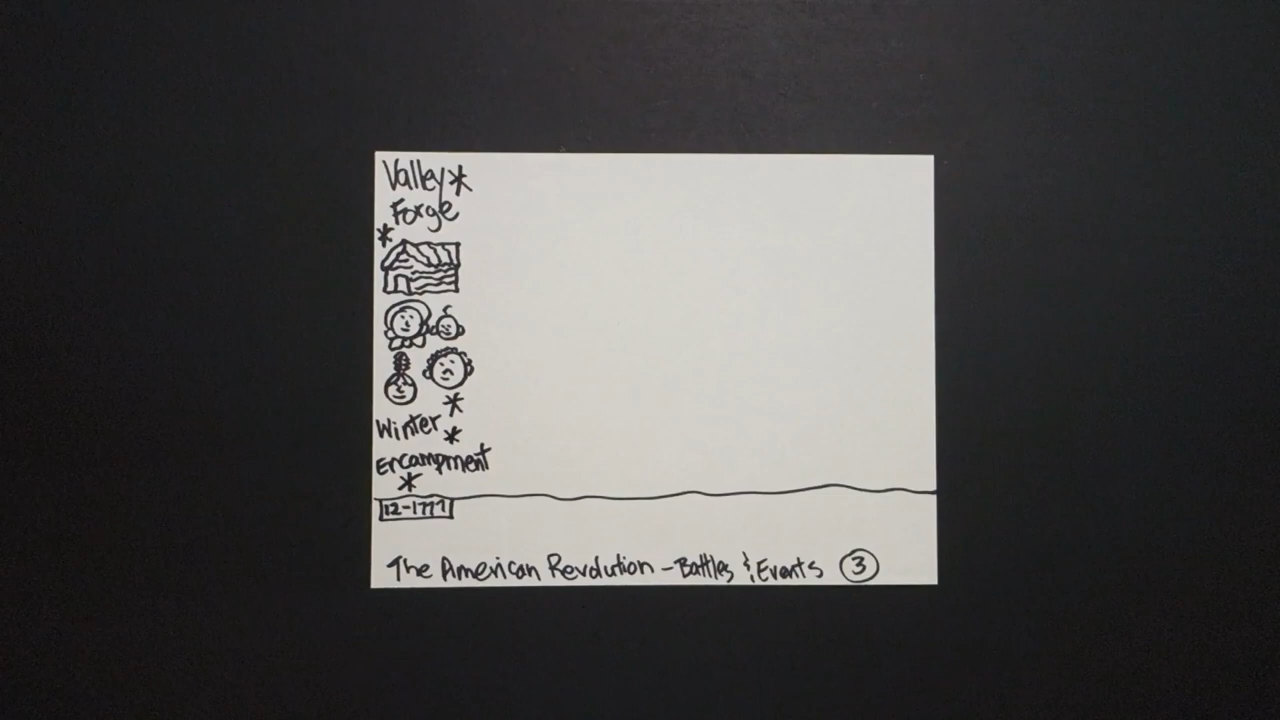 Valley
Forge
Winter
Encampment
12-1777
The American Revolution - Battles & Events 3